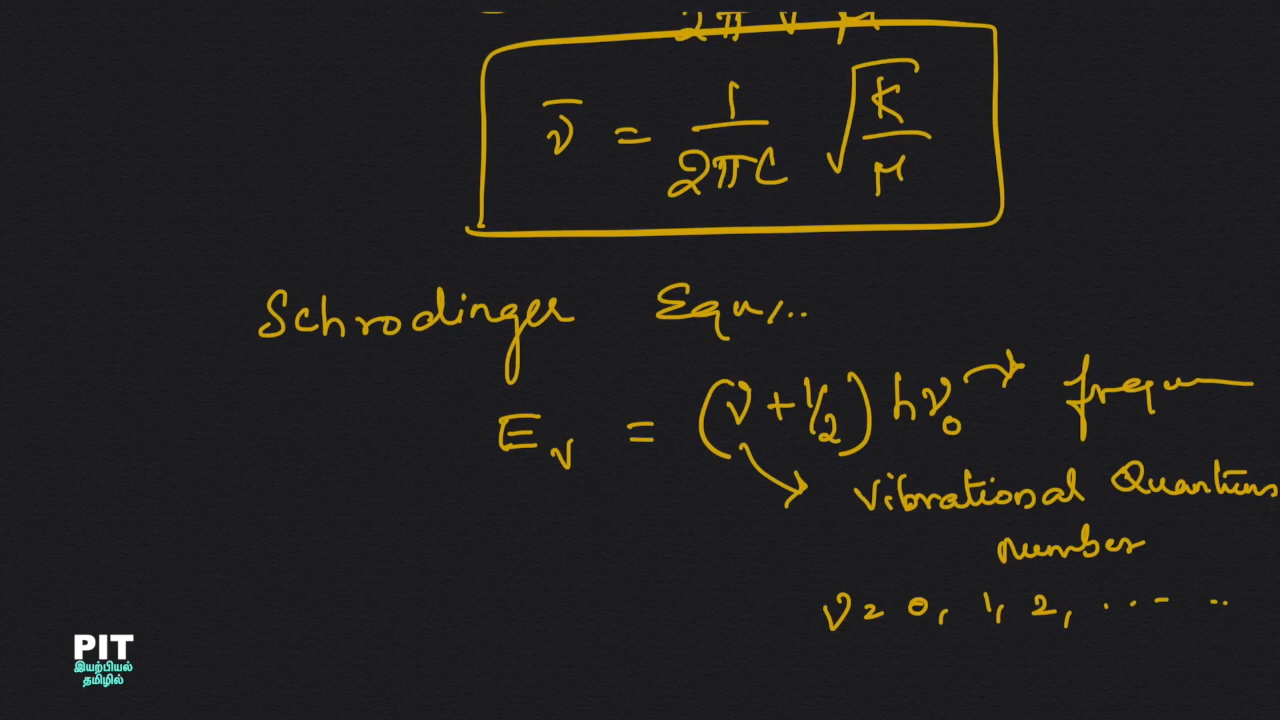 2π √ μ
ν̄ = 1/2πc √K/μ
Schrodinger Equ,..
E_v = (v + 1/2) hν₀ → frequ
vibrational Quantum
number
v = 0, 1, 2, ... - ..
PIT
இயற்பியல்
தமிழில்